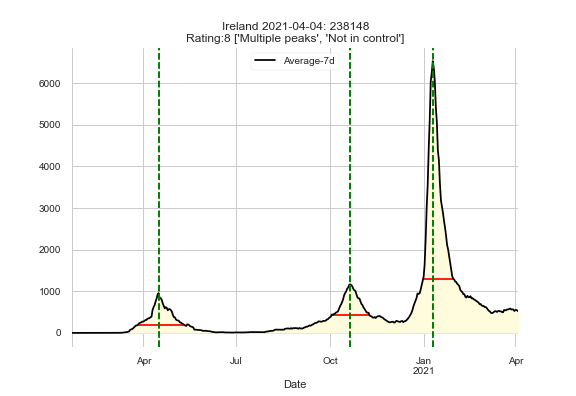 Ireland 2021-04-04: 238148
Rating:8 ['Multiple peaks', 'Not in control']
Average-7d
6000
5000
4000
3000
2000
1000
0
Apr
Jul
Oct
Jan
2021
Apr
Date